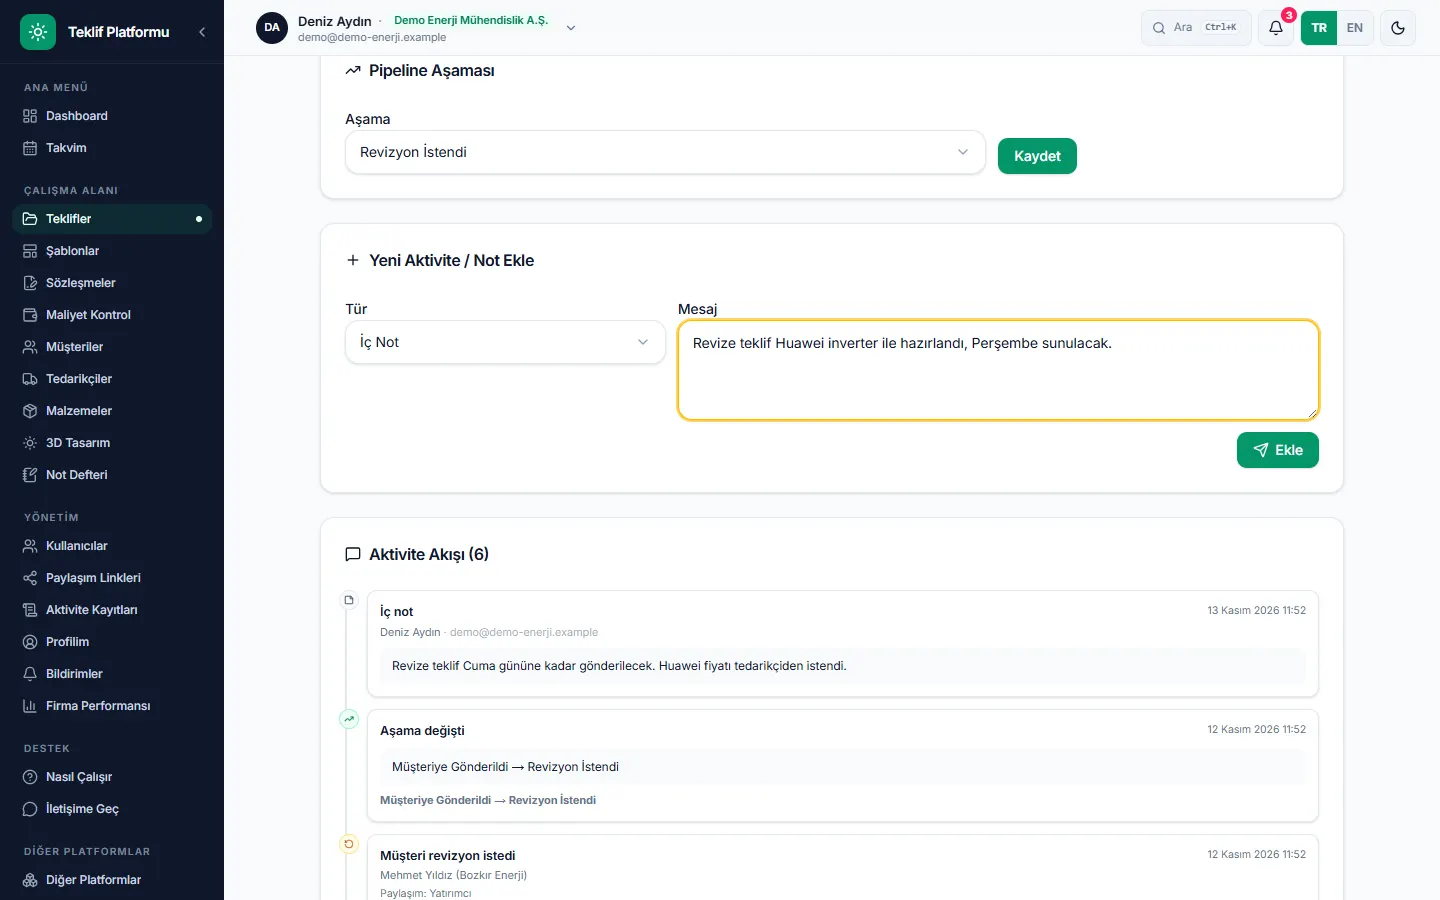 Teklif Platformu
ANA MENÜ
Dashboard
Takvim
ÇALIŞMA ALANI
Teklifler
Şablonlar
Sözleşmeler
Maliyet Kontrol
Müşteriler
Tedarikçiler
Malzemeler
3D Tasarım
Not Defteri
YÖNETİM
Kullanıcılar
Paylaşım Linkleri
Aktivite Kayıtları
Profilim
Bildirimler
Firma Performansı
DESTEK
Nasıl Çalışır
İletişime Geç
DİĞER PLATFORMLAR
Diğer Platformlar
DA
Deniz Aydın · Demo Enerji Mühendislik A.Ş.
demo@demo-enerji.example
Ara Ctrl+K
3
TR EN
Pipeline Aşaması
Aşama
Revizyon İstendi
Kaydet
Yeni Aktivite / Not Ekle
Tür
İç Not
Mesaj
Revize teklif Huawei inverter ile hazırlandı, Perşembe sunulacak.
Ekle
Aktivite Akışı (6)
İç not 13 Kasım 2026 11:52
Deniz Aydın · demo@demo-enerji.example
Revize teklif Cuma gününe kadar gönderilecek. Huawei fiyatı tedarikçiden istendi.
Aşama değişti 12 Kasım 2026 11:52
Müşteriye Gönderildi → Revizyon İstendi
Müşteriye Gönderildi → Revizyon İstendi
Müşteri revizyon istedi 12 Kasım 2026 11:52
Mehmet Yıldız (Bozkır Enerji)
Paylaşım: Yatırımcı